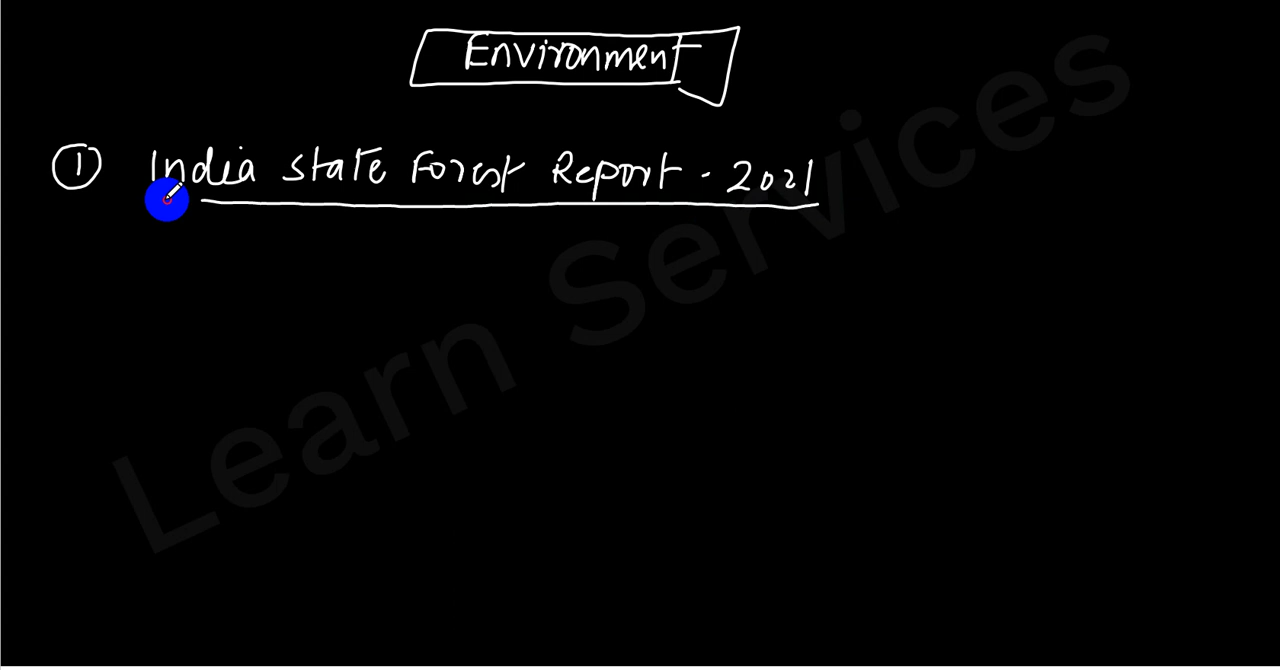 Environment
① India state Forest Report - 2021
Learn Services